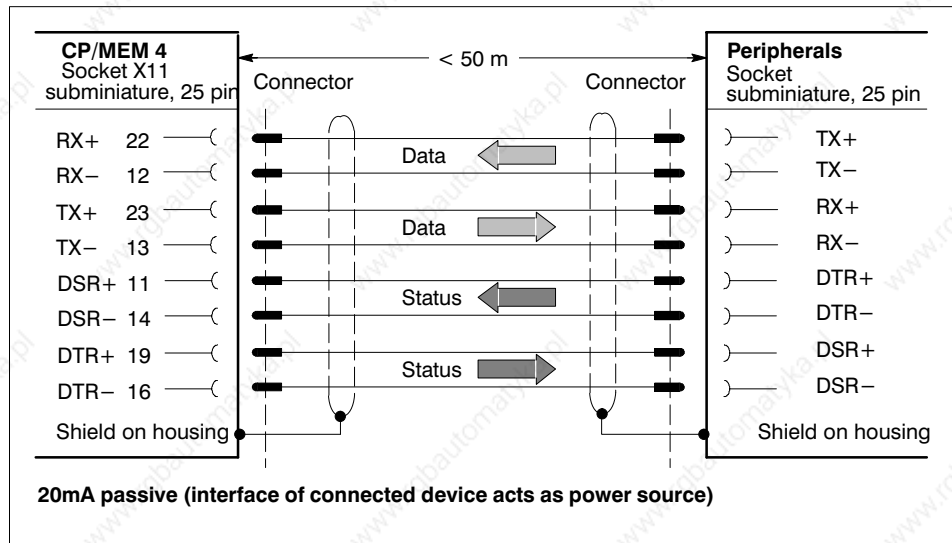 CP/MEM 4
Socket X11
subminiature, 25 pin
< 50 m
Peripherals
Socket
subminiature, 25 pin
Connector
Connector
RX+ 22
TX+
Data
RX− 12
TX−
TX+ 23
RX+
Data
TX− 13
RX−
DSR+ 11
DTR+
Status
DSR− 14
DTR−
DTR+ 19
DSR+
Status
DTR− 16
DSR−
Shield on housing
Shield on housing
20mA passive (interface of connected device acts as power source)
www.rgbautomatyka.pl